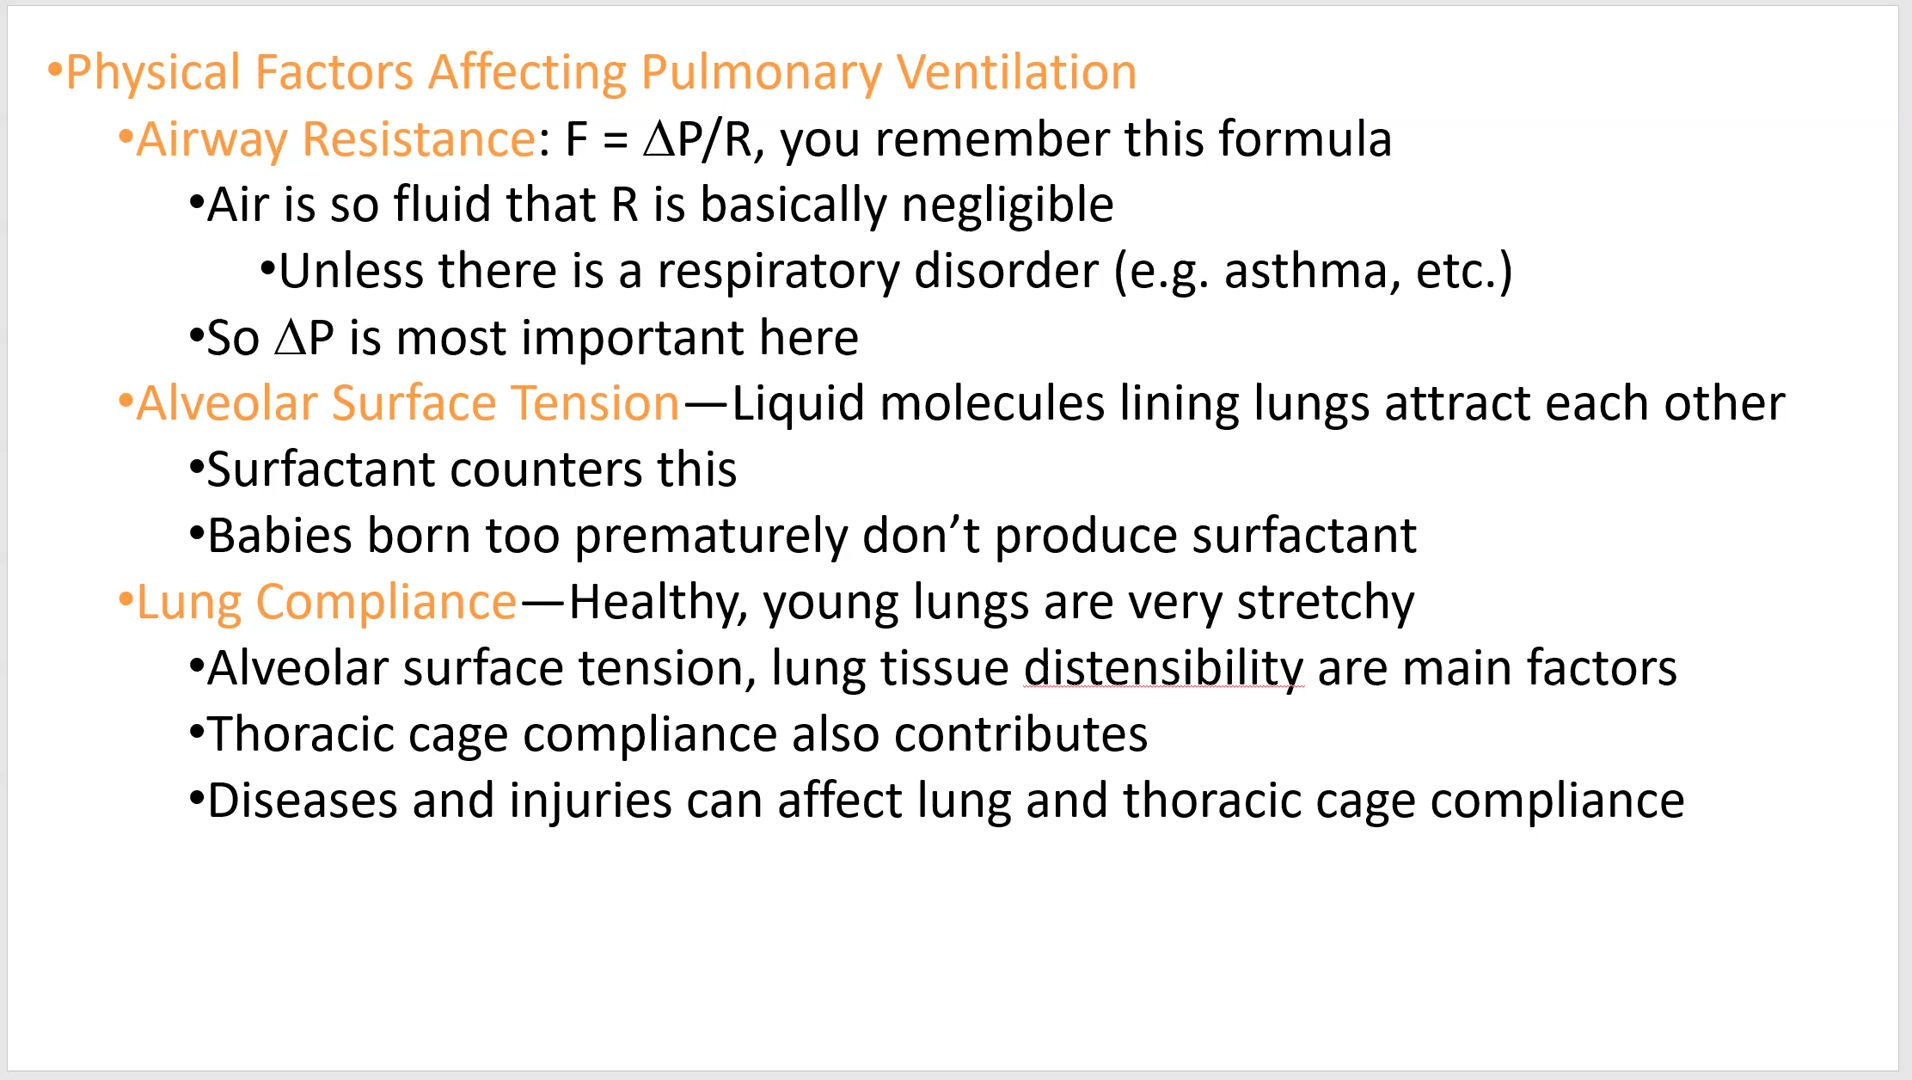 •Physical Factors Affecting Pulmonary Ventilation
•Airway Resistance: F = ΔP/R, you remember this formula
•Air is so fluid that R is basically negligible
•Unless there is a respiratory disorder (e.g. asthma, etc.)
•So ΔP is most important here
•Alveolar Surface Tension—Liquid molecules lining lungs attract each other
•Surfactant counters this
•Babies born too prematurely don’t produce surfactant
•Lung Compliance—Healthy, young lungs are very stretchy
•Alveolar surface tension, lung tissue distensibility are main factors
•Thoracic cage compliance also contributes
•Diseases and injuries can affect lung and thoracic cage compliance